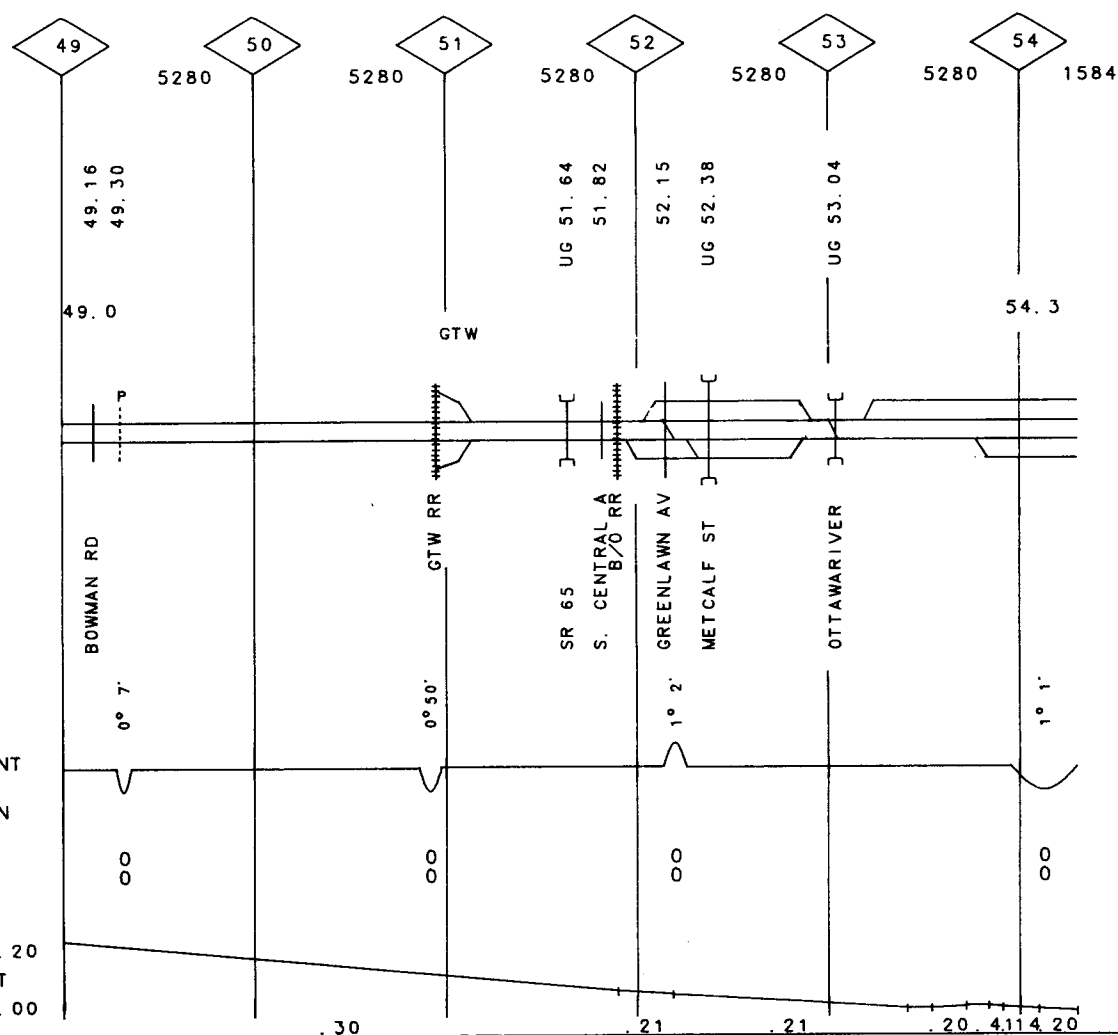 49 50 51 52 53 54
5280 5280 5280 5280 5280 1584
49.16
49.30
UG 51.64
51.82
52.15
UG 52.38
UG 53.04
49.0
54.3
GTW
P
BOWMAN RD
GTW RR
SR 65
S. CENTRAL A
B/O RR
GREENLAWN AV
METCALF ST
OTTAWARIVER
0° 7'
0° 50'
1° 2'
1° 1'
NT
N
0 0 0 0
0 0 0 0
.20
T
.00
.30 .21 .21 .20
.20